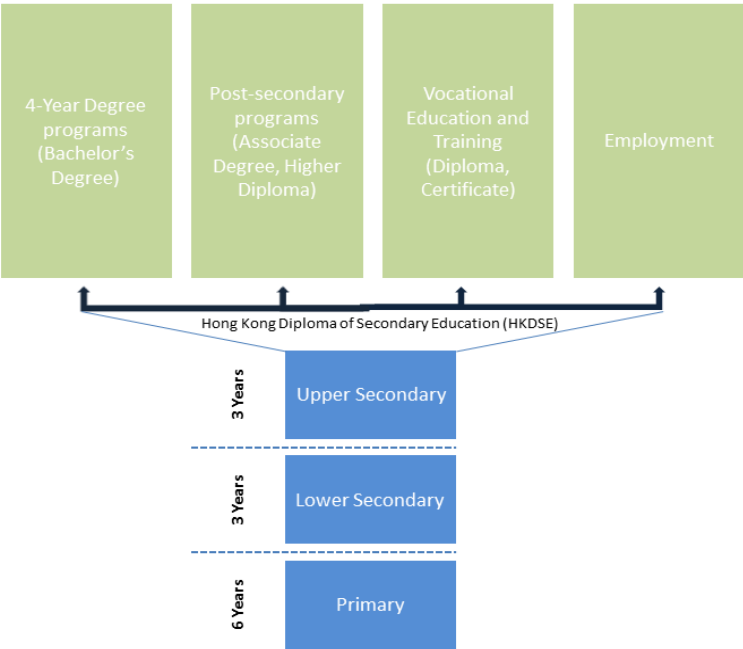 4-Year Degree
programs
(Bachelor's
Degree)
Post-secondary
programs
(Associate
Degree, Higher
Diploma)
Vocational
Education and
Training
(Diploma,
Certificate)
Employment
Hong Kong Diploma of Secondary Education (HKDSE)
3 Years
Upper Secondary
3 Years
Lower Secondary
6 Years
Primary